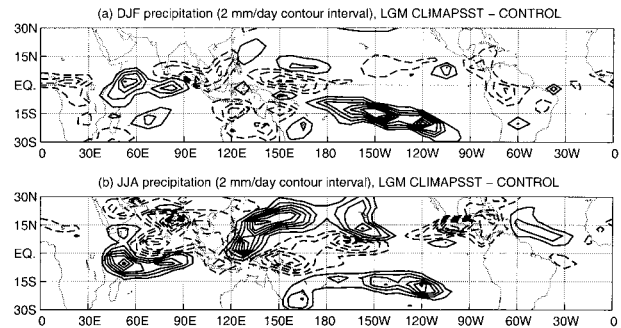 (a) DJF precipitation (2 mm/day contour interval), LGM CLIMAPSST – CONTROL
30N
15N
EQ.
15S
30S
0 30E 60E 90E 120E 150E 180 150W 120W 90W 60W 30W 0
(b) JJA precipitation (2 mm/day contour interval), LGM CLIMAPSST – CONTROL
30N
15N
EQ.
15S
30S
0 30E 60E 90E 120E 150E 180 150W 120W 90W 60W 30W 0